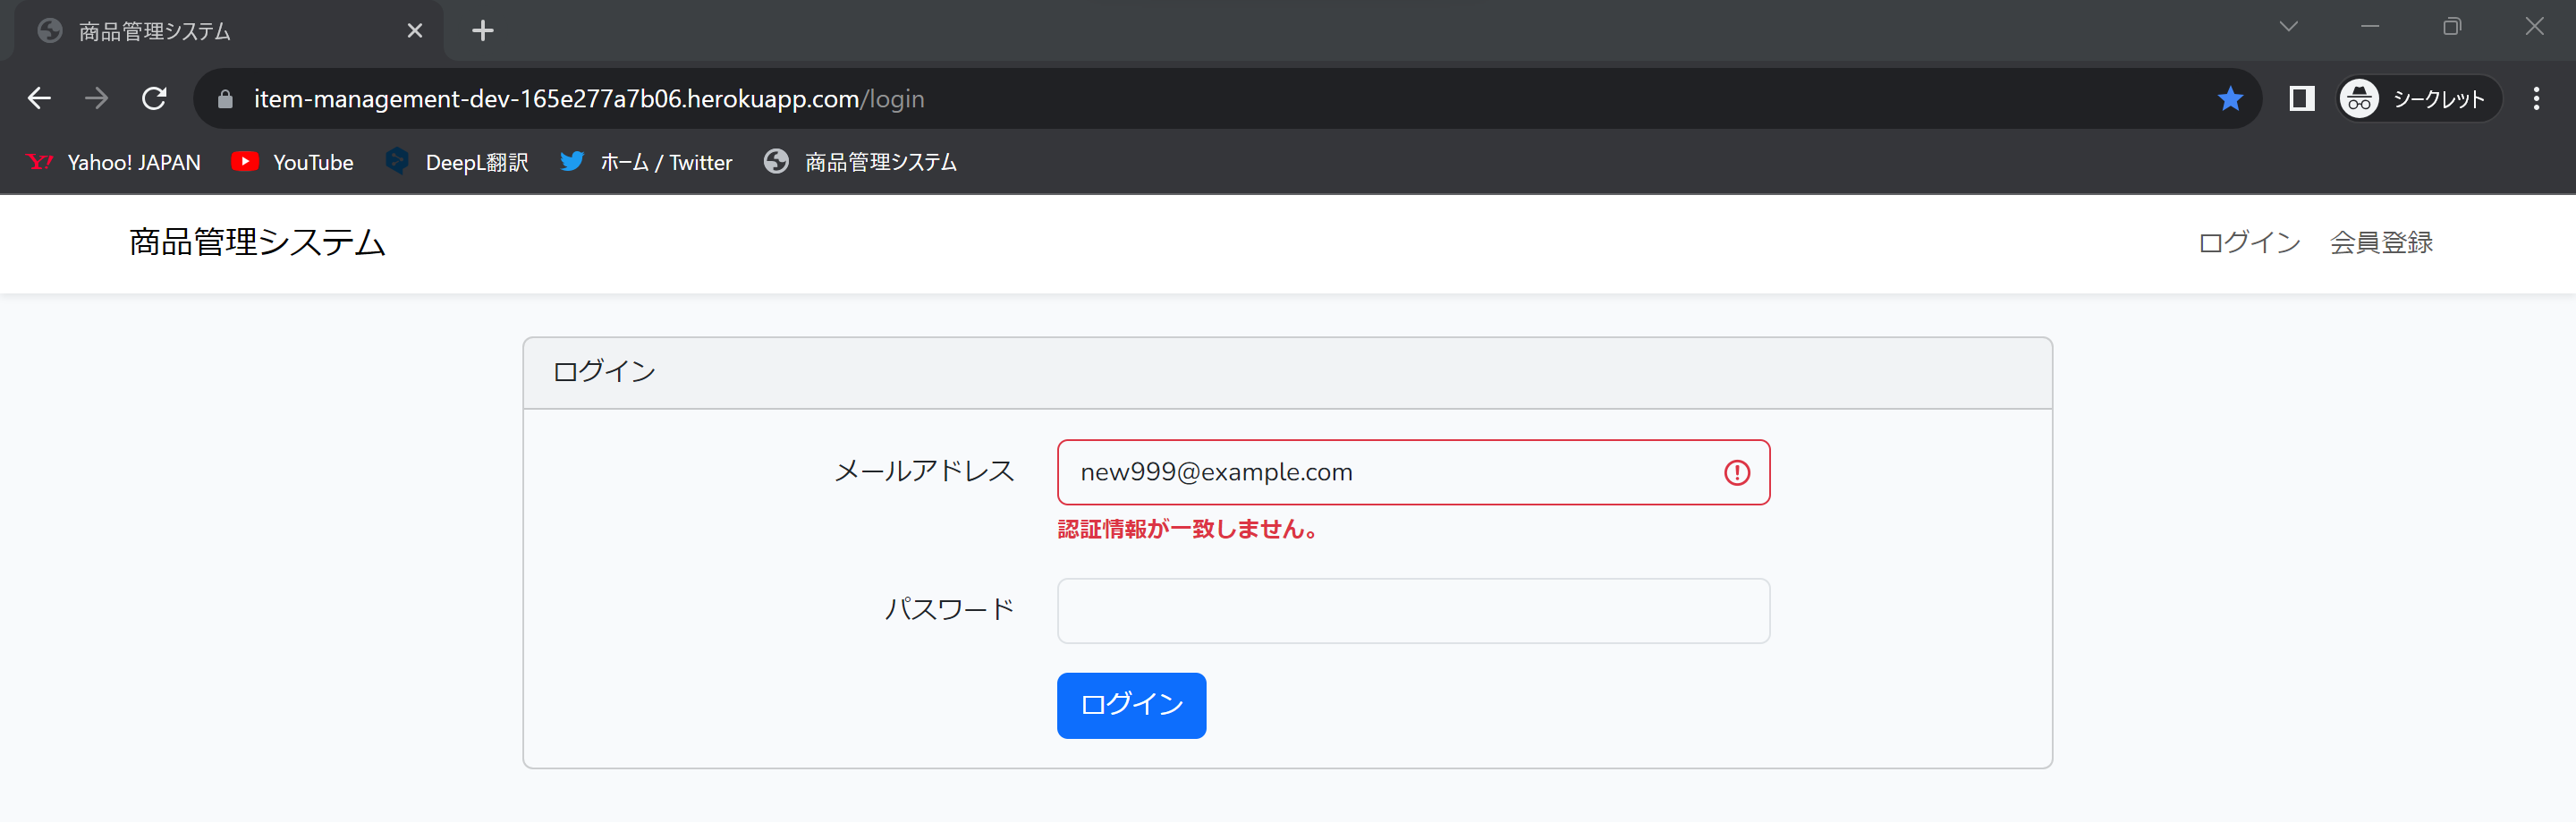 商品管理システム
item-management-dev-165e277a7b06.herokuapp.com/login
シークレット
Y! Yahoo! JAPAN YouTube DeepL翻訳 ホーム / Twitter 商品管理システム
商品管理システム ログイン 会員登録
ログイン
メールアドレス new999@example.com
認証情報が一致しません。
パスワード
ログイン